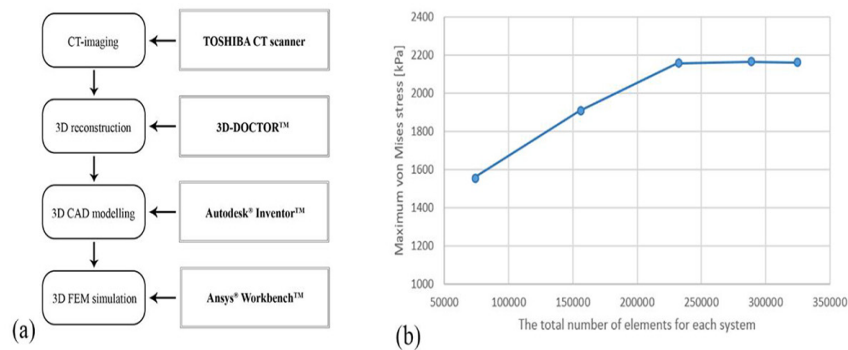 CT-imaging
TOSHIBA CT scanner
3D reconstruction
3D-DOCTOR™
3D CAD modelling
Autodesk® Inventor™
3D FEM simulation
Ansys® Workbench™
(a)
Maximum von Mises stress [kPa]
2400
2200
2000
1800
1600
1400
1200
1000
50000 100000 150000 200000 250000 300000 350000
The total number of elements for each system
(b)